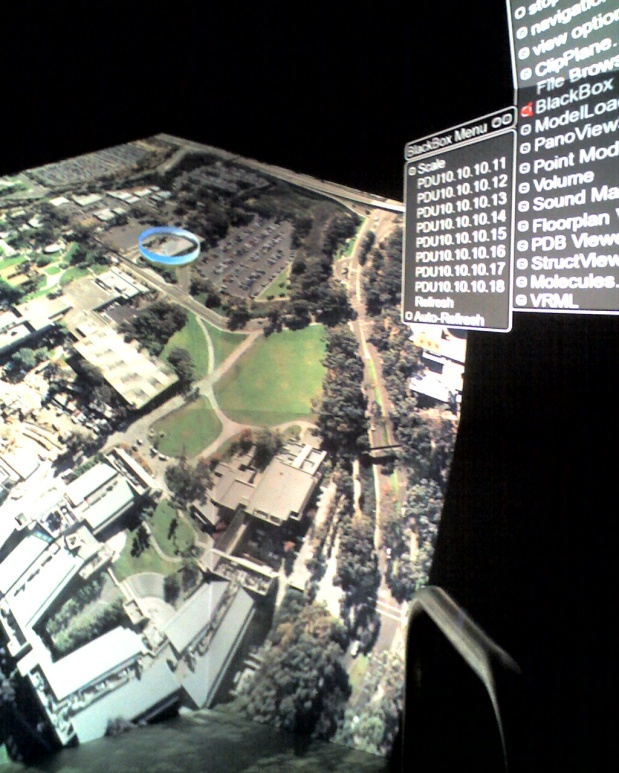 BlackBox Menu
Scale
PDU10.10.10.11
PDU10.10.10.12
PDU10.10.10.13
PDU10.10.10.14
PDU10.10.10.15
PDU10.10.10.16
PDU10.10.10.17
PDU10.10.10.18
Refresh
Auto-Refresh
stop
navigation
view option
ClipPlane.
File Brows
BlackBox
ModelLoa
PanoView
Point Mod
Volume
Sound Ma
Floorplan V
PDB Viewe
StructView
Molecules.
VRML